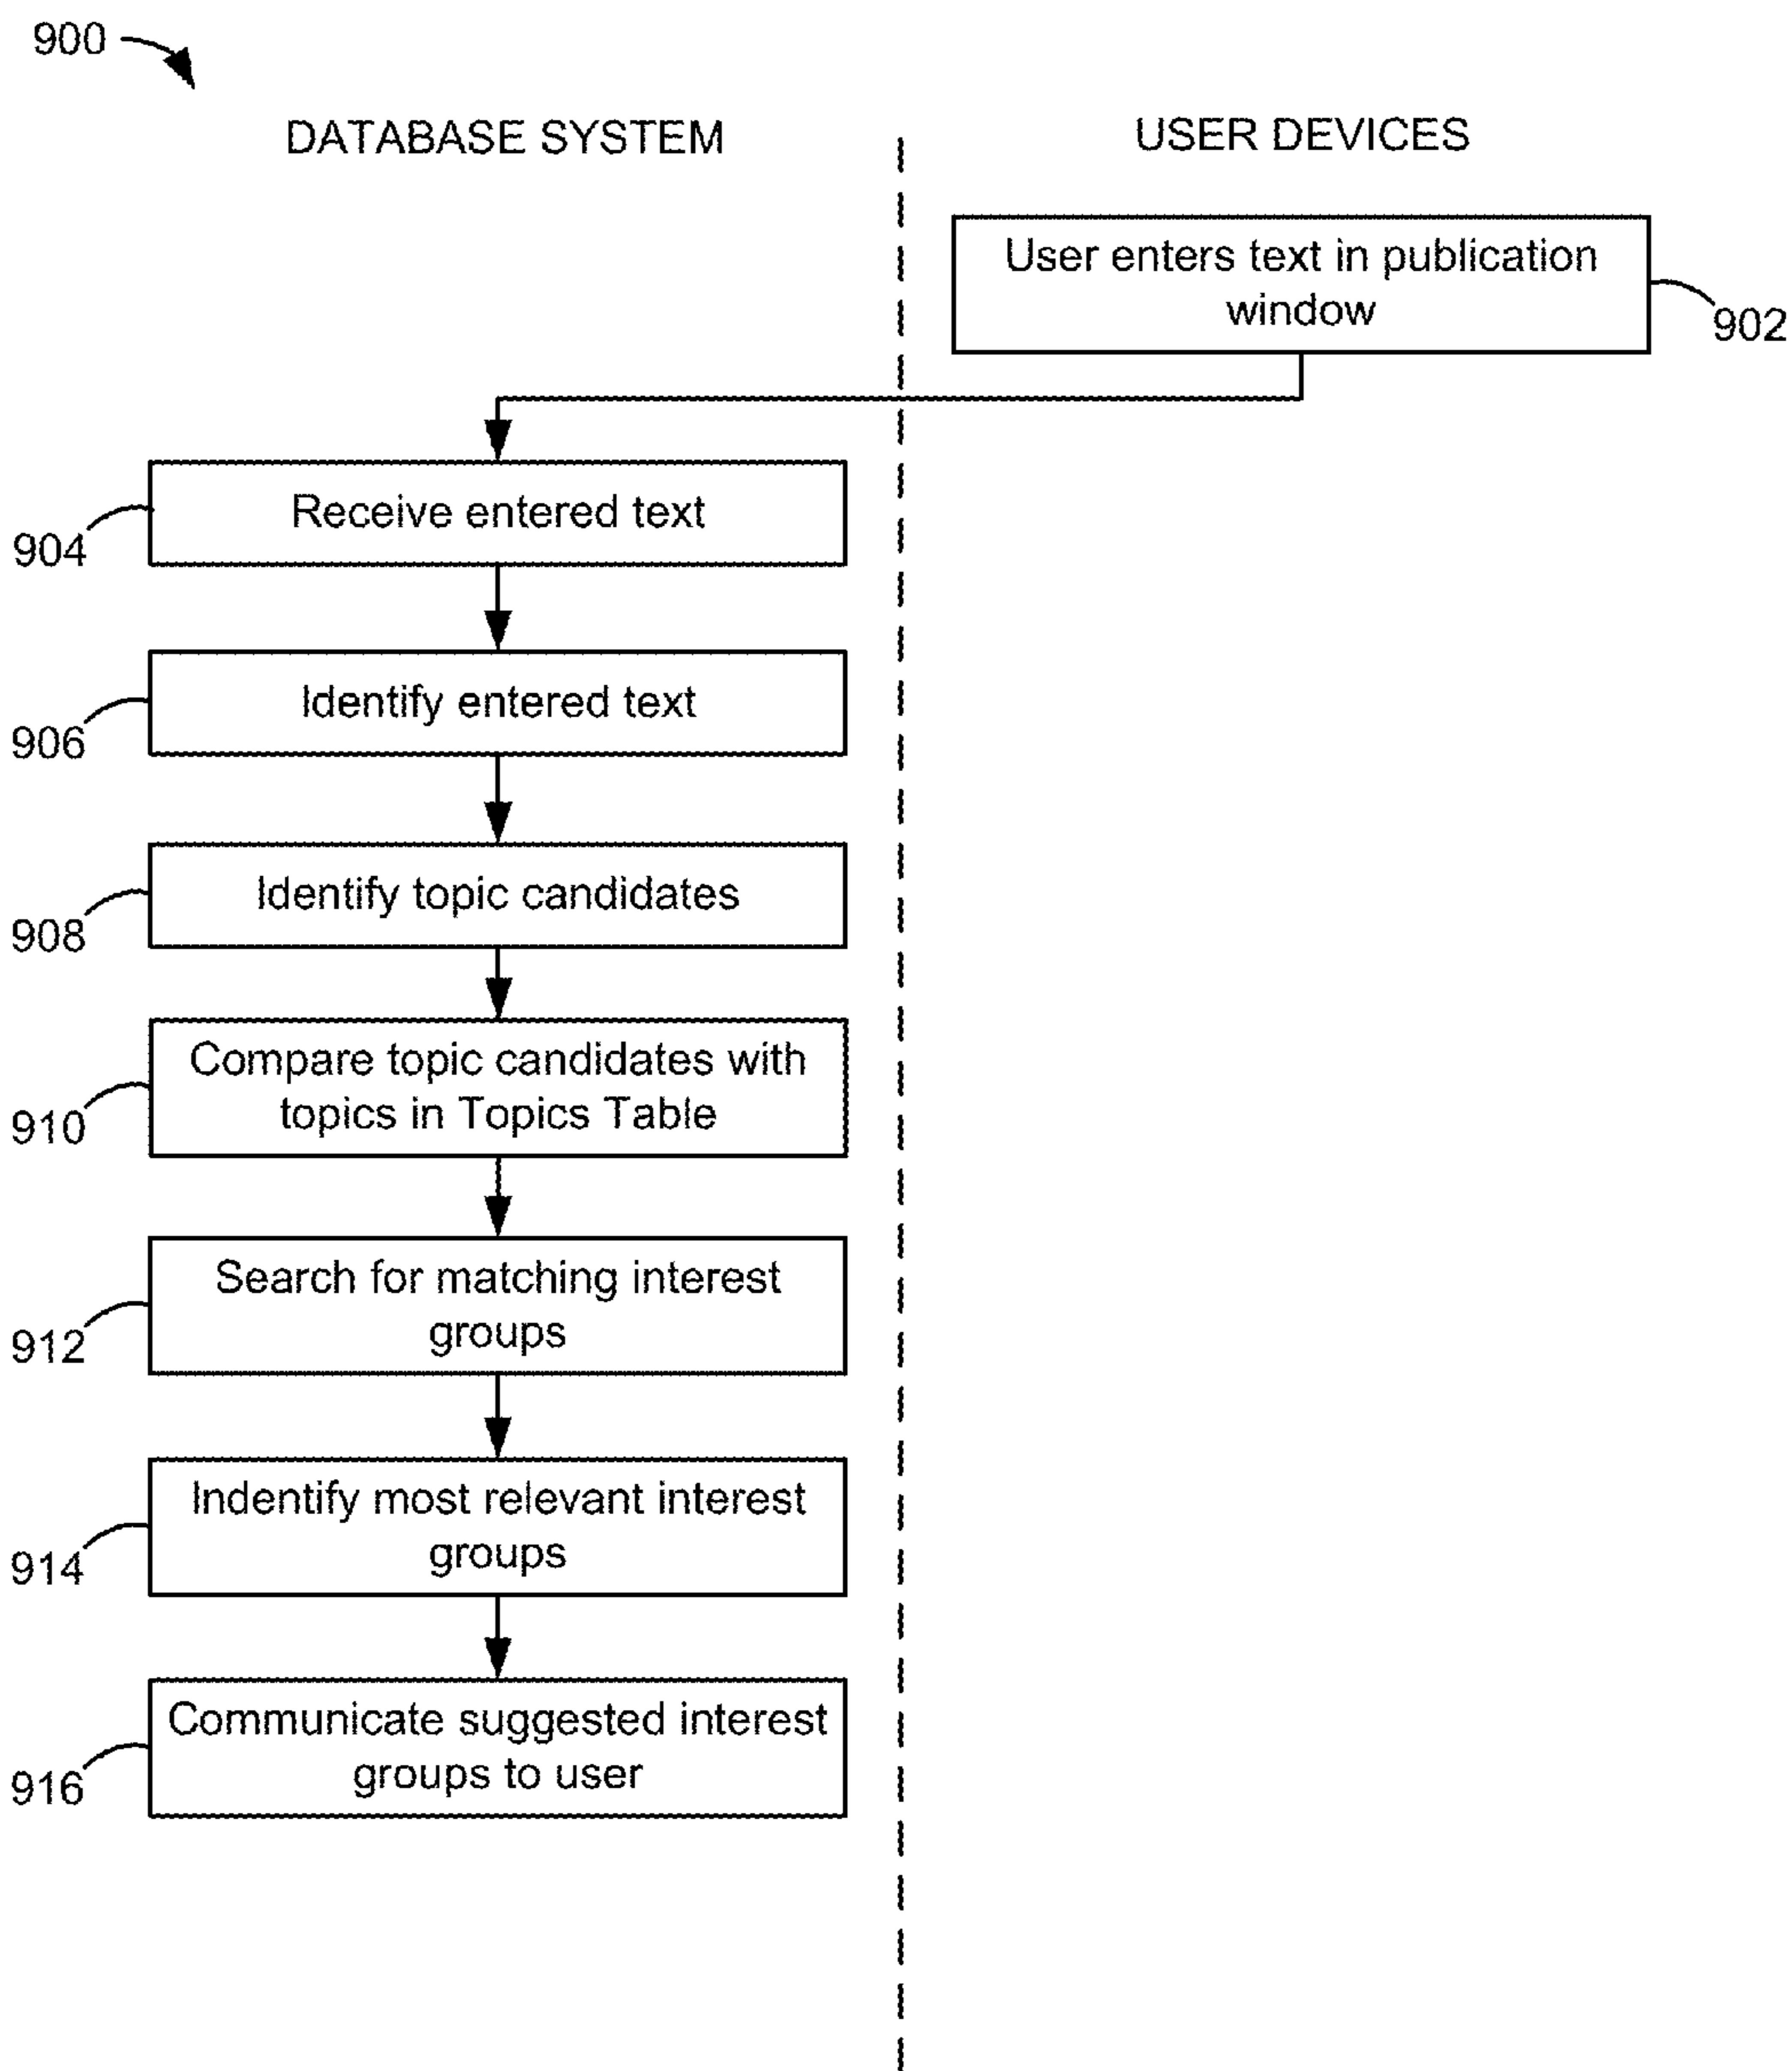 900
DATABASE SYSTEM
USER DEVICES
User enters text in publication
window
902
Receive entered text
904
Identify entered text
906
Identify topic candidates
908
Compare topic candidates with
topics in Topics Table
910
Search for matching interest
groups
912
Indentify most relevant interest
groups
914
Communicate suggested interest
groups to user
916